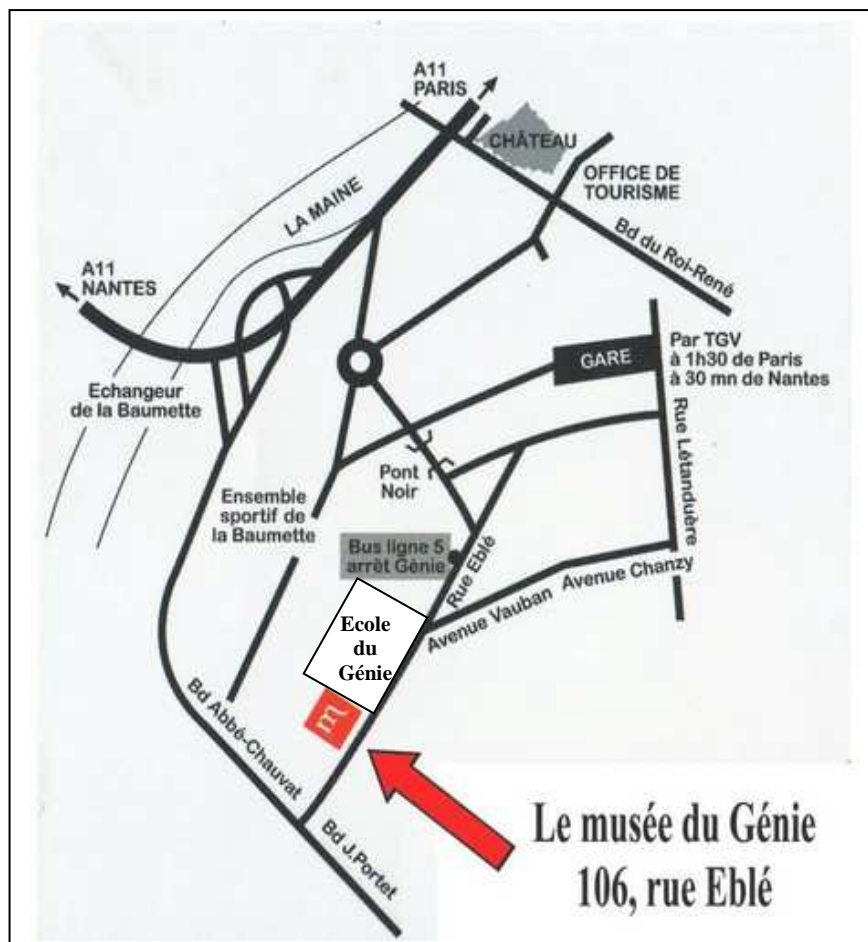 A11
PARIS
CHÂTEAU
OFFICE DE
TOURISME
LA MAINE
Bd du Roi-René
A11
NANTES
Par TGV
à 1h30 de Paris
à 30 mn de Nantes
GARE
Echangeur
de la Baumette
Rue Létanduère
Pont
Noir
Ensemble
sportif de
la Baumette
Bus ligne 5
arrêt Génie
Rue Eblé
Avenue Vauban
Avenue Chanzy
Ecole
du
Génie
m
Bd Abbé-Chauvat
Bd J.Portet
Le musée du Génie
106, rue Eblé